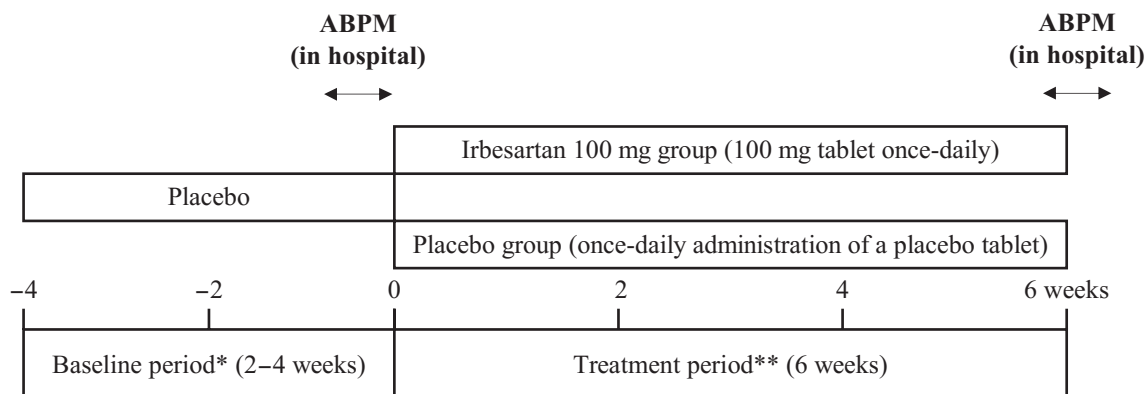 ABPM
(in hospital)
ABPM
(in hospital)
Irbesartan 100 mg group (100 mg tablet once-daily)
Placebo
Placebo group (once-daily administration of a placebo tablet)
−4 −2 0 2 4 6 weeks
Baseline period* (2−4 weeks) Treatment period** (6 weeks)